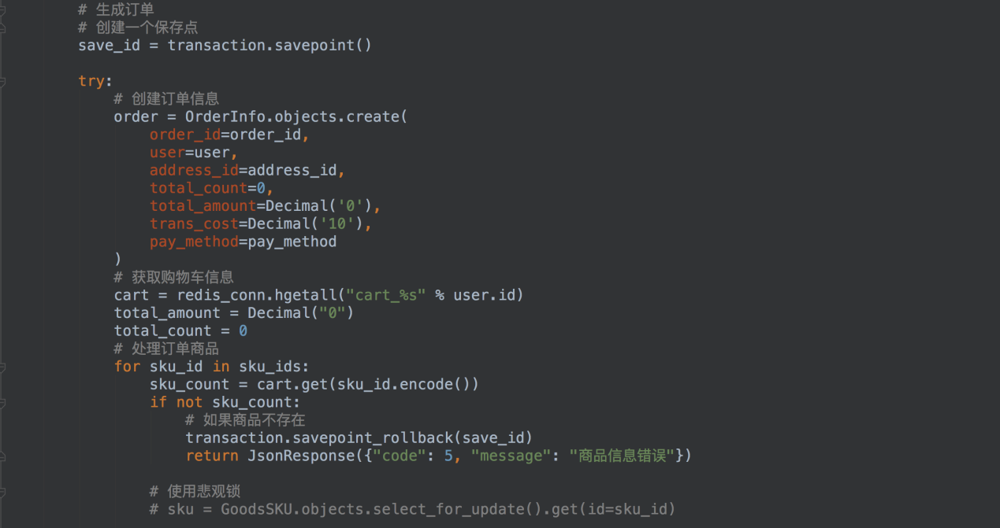 # 生成订单
# 创建一个保存点
save_id = transaction.savepoint()
try:
# 创建订单信息
order = OrderInfo.objects.create(
order_id=order_id,
user=user,
address_id=address_id,
total_count=0,
total_amount=Decimal('0'),
trans_cost=Decimal('10'),
pay_method=pay_method
)
# 获取购物车信息
cart = redis_conn.hgetall("cart_%s" % user.id)
total_amount = Decimal("0")
total_count = 0
# 处理订单商品
for sku_id in sku_ids:
sku_count = cart.get(sku_id.encode())
if not sku_count:
# 如果商品不存在
transaction.savepoint_rollback(save_id)
return JsonResponse({"code": 5, "message": "商品信息错误"})
# 使用悲观锁
# sku = GoodsSKU.objects.select_for_update().get(id=sku_id)